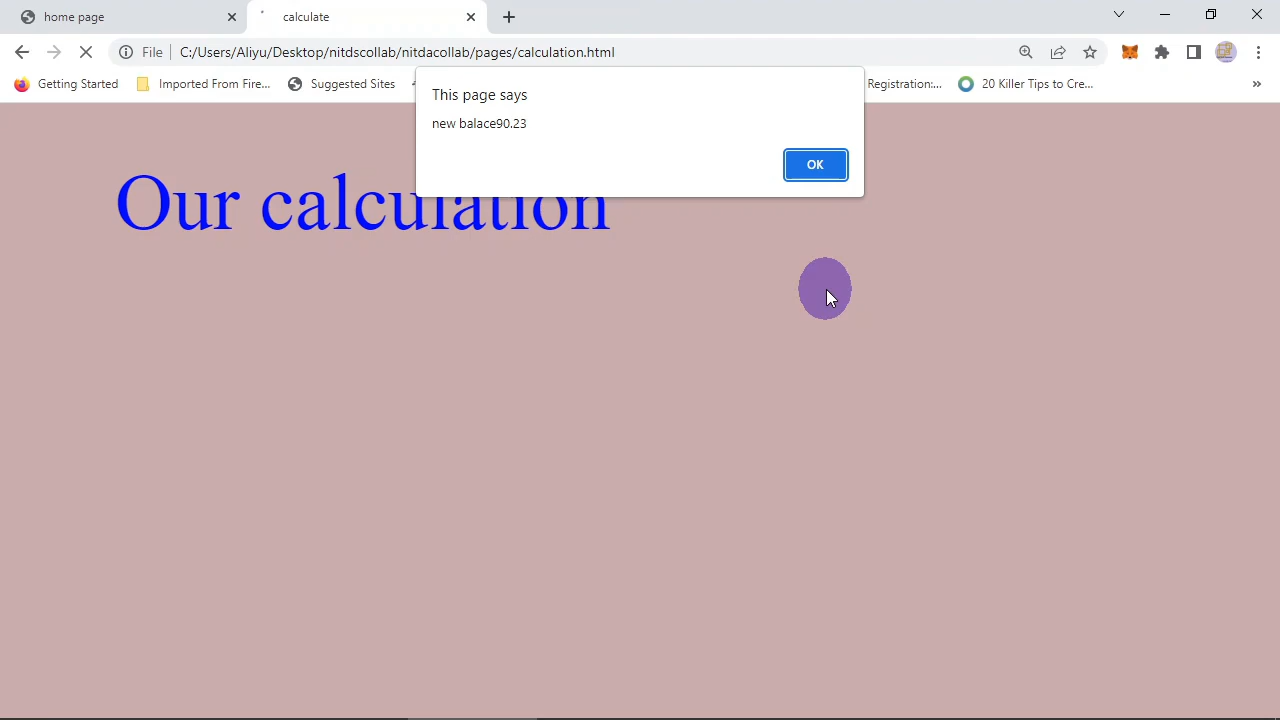 home page
calculate
File
C:/Users/Aliyu/Desktop/nitdscollab/nitdacollab/pages/calculation.html
Getting Started
Imported From Fire...
Suggested Sites
Registration:...
20 Killer Tips to Cre...
»
This page says
new balace90.23
OK
Our calculation